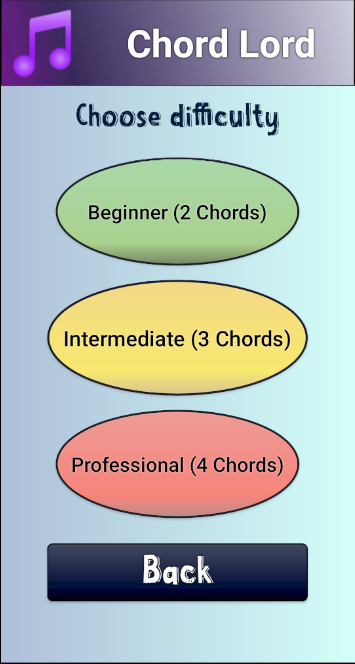 Chord Lord
Choose difficulty
Beginner (2 Chords)
Intermediate (3 Chords)
Professional (4 Chords)
Back